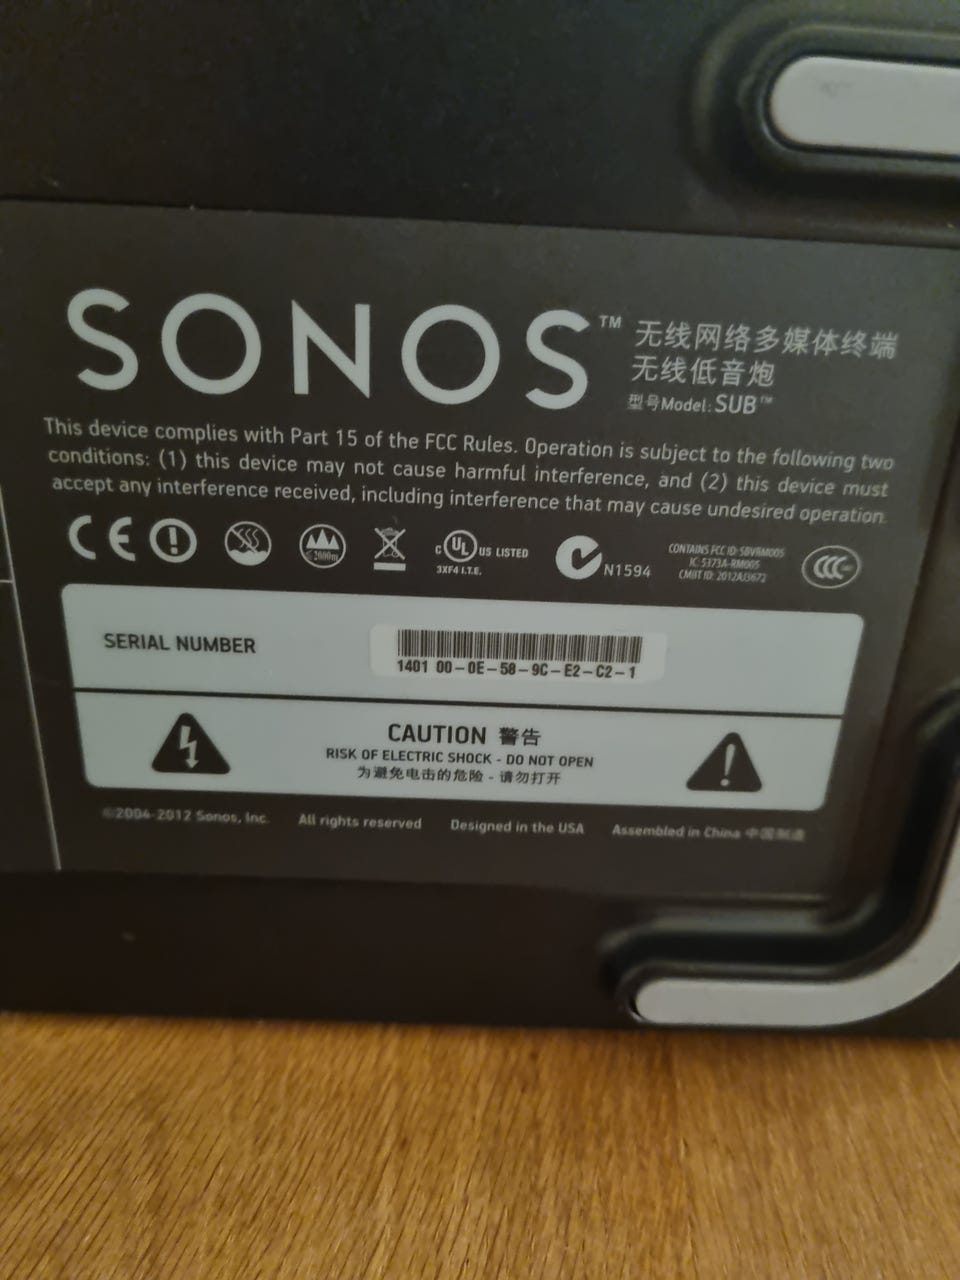 SONOS™
无线网络多媒体终端
无线低音炮
型号Model: SUB™
This device complies with Part 15 of the FCC Rules. Operation is subject to the following two
conditions: (1) this device may not cause harmful interference, and (2) this device must
accept any interference received, including interference that may cause undesired operation.
CE
≤2000m
C UL US LISTED
3XF4 I.T.E.
N1594
CONTAINS FCC ID: SBVRM005
IC: 5373A-RM005
CMIIT ID: 2012AJ3672
CCC
SERIAL NUMBER
1401 00-0E-58-9C-E2-C2-1
CAUTION 警告
RISK OF ELECTRIC SHOCK - DO NOT OPEN
为避免电击的危险 - 请勿打开
©2004-2012 Sonos, Inc. All rights reserved Designed in the USA Assembled in China 中国制造